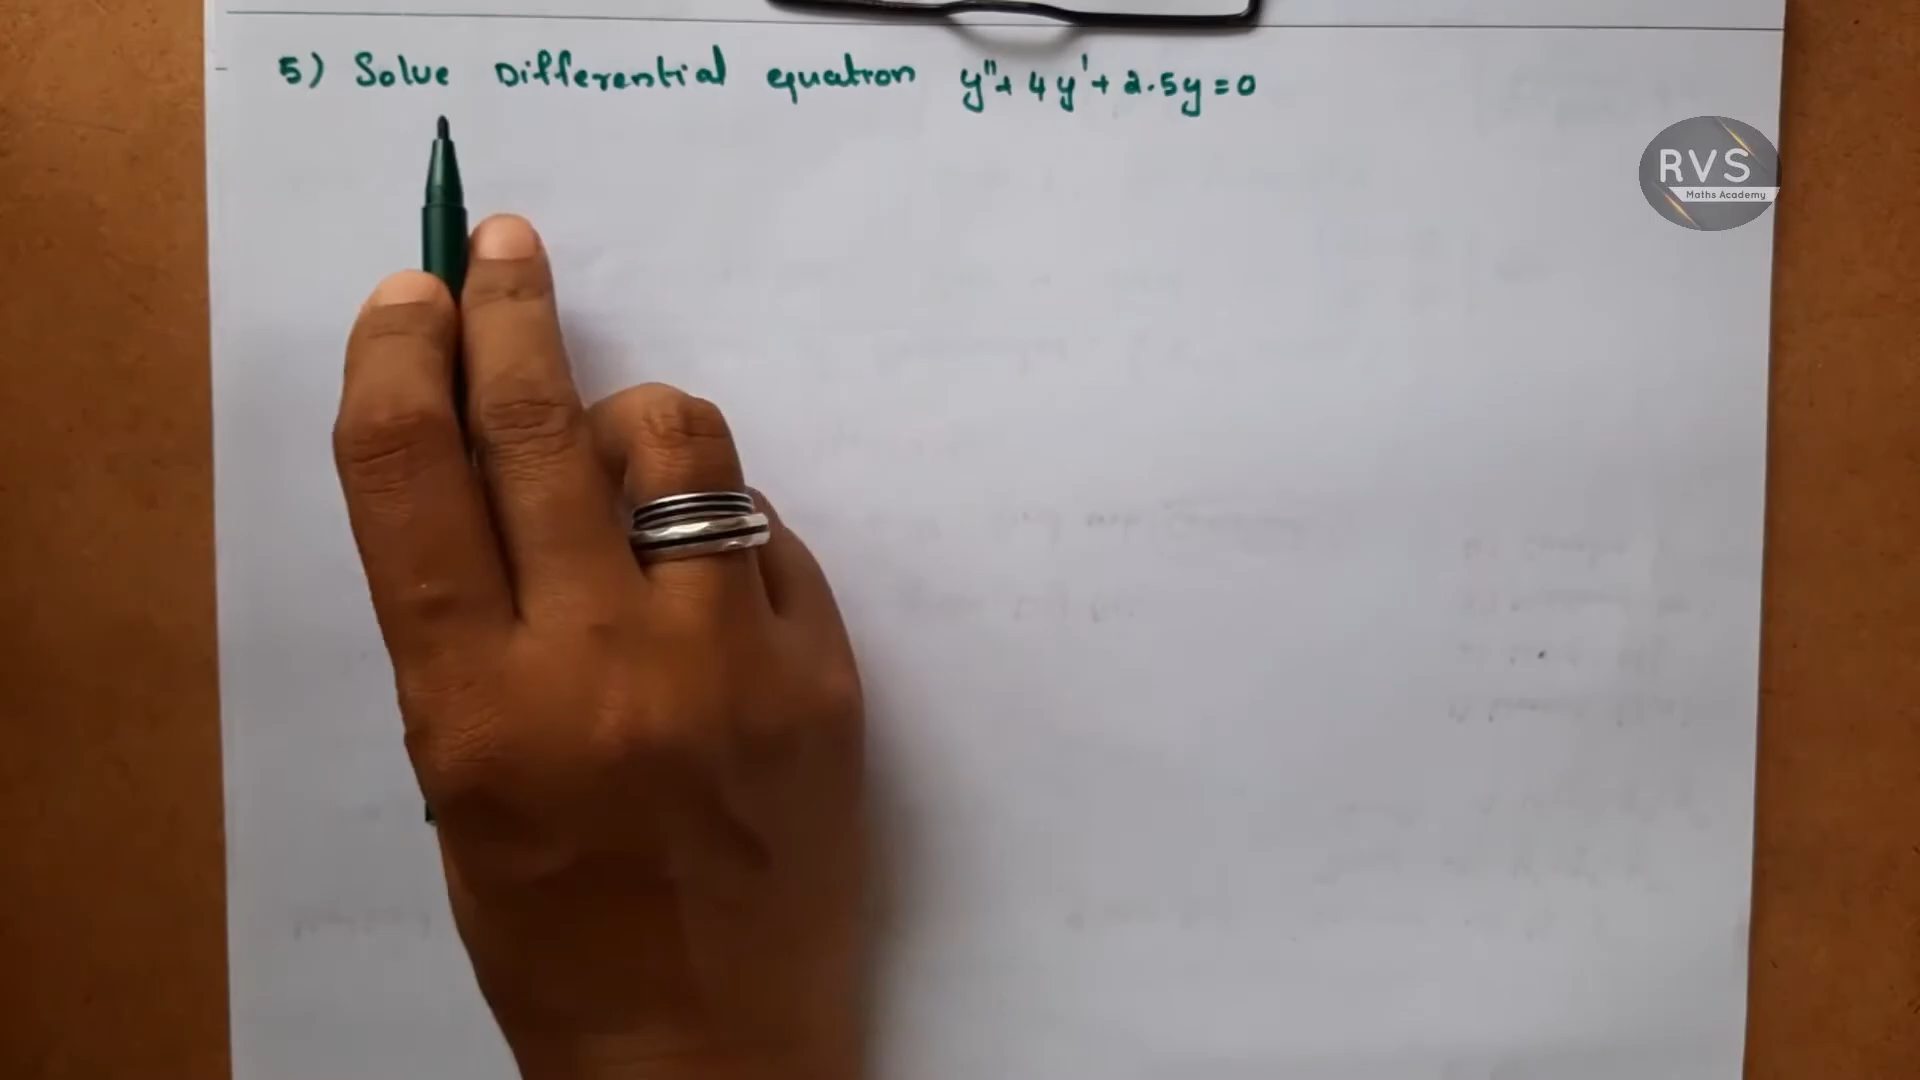 5) Solve Differential equation y"+ 4y'+ 2.5y = 0
RVS
Maths Academy